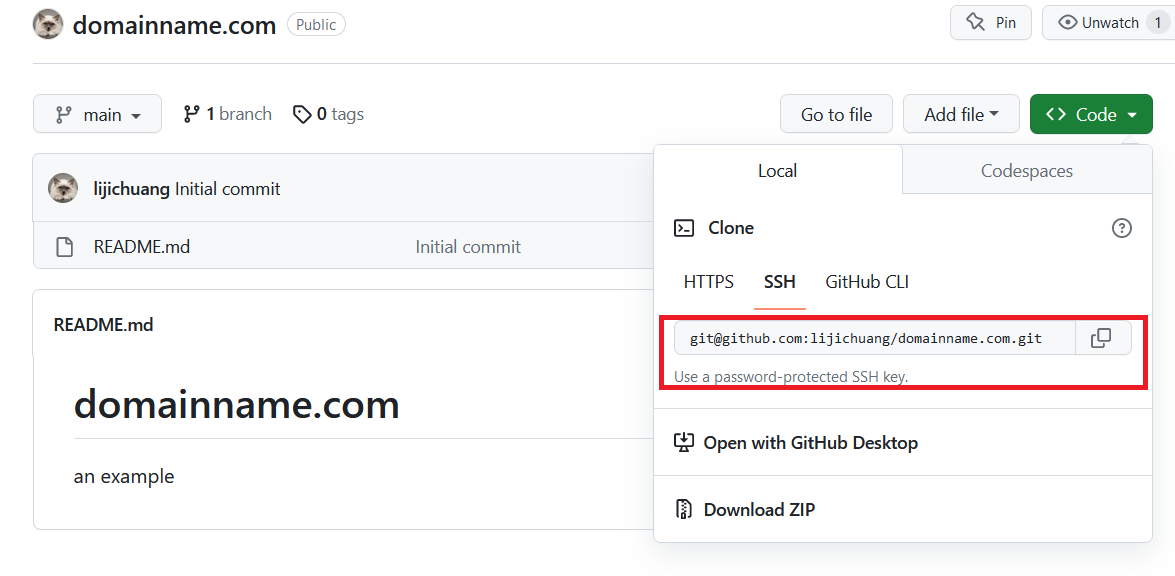 domainname.com Public
Pin
Unwatch 1
main
1 branch
0 tags
Go to file
Add file
Code
lijichuang Initial commit
README.md Initial commit
README.md
domainname.com
an example
Local
Codespaces
Clone
HTTPS
SSH
GitHub CLI
git@github.com:lijichuang/domainname.com.git
Use a password-protected SSH key.
Open with GitHub Desktop
Download ZIP